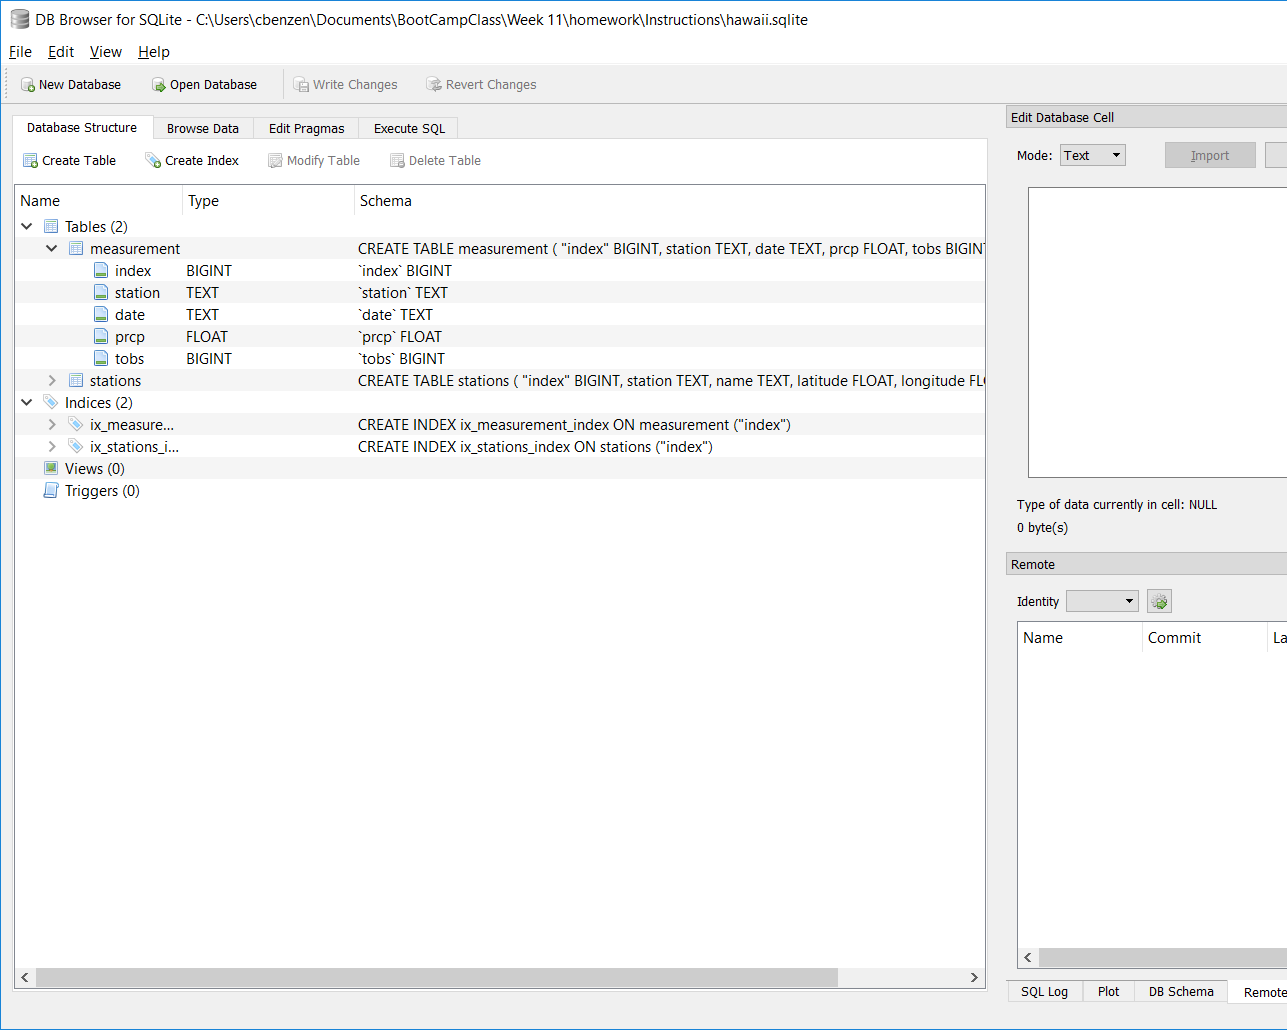 DB Browser for SQLite - C:\Users\cbenzen\Documents\BootCampClass\Week 11\homework\Instructions\hawaii.sqlite
File Edit View Help
New Database Open Database Write Changes Revert Changes
Database Structure Browse Data Edit Pragmas Execute SQL
Create Table Create Index Modify Table Delete Table
Name Type Schema
Tables (2)
measurement CREATE TABLE measurement ( "index" BIGINT, station TEXT, date TEXT, prcp FLOAT, tobs BIGIN
index BIGINT `index` BIGINT
station TEXT `station` TEXT
date TEXT `date` TEXT
prcp FLOAT `prcp` FLOAT
tobs BIGINT `tobs` BIGINT
stations CREATE TABLE stations ( "index" BIGINT, station TEXT, name TEXT, latitude FLOAT, longitude FL
Indices (2)
ix_measure... CREATE INDEX ix_measurement_index ON measurement ("index")
ix_stations_i... CREATE INDEX ix_stations_index ON stations ("index")
Views (0)
Triggers (0)
Edit Database Cell
Mode: Text Import
Type of data currently in cell: NULL
0 byte(s)
Remote
Identity
Name Commit La
SQL Log Plot DB Schema Remote